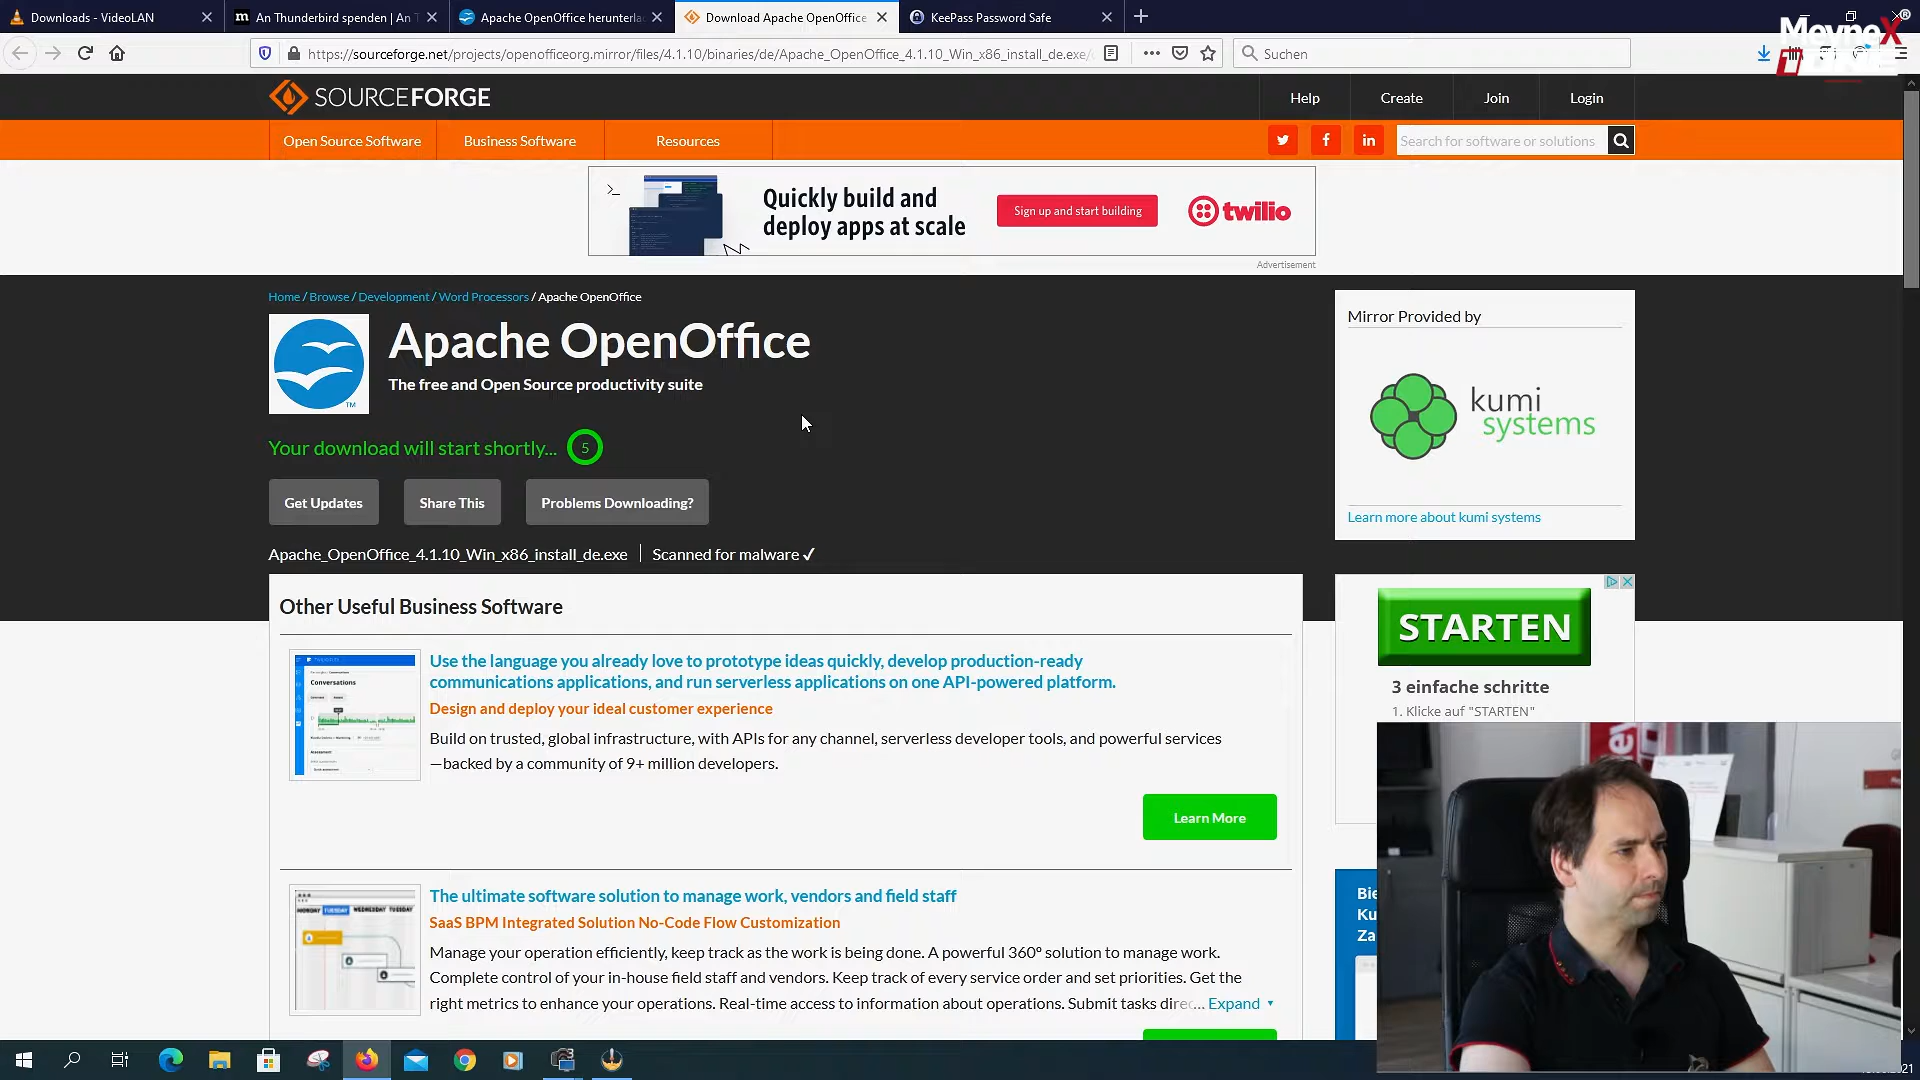 Downloads - VideoLAN
An Thunderbird spenden | An T
Apache OpenOffice herunterla
Download Apache OpenOffice
KeePass Password Safe
https://sourceforge.net/projects/openofficeorg.mirror/files/4.1.10/binaries/de/Apache_OpenOffice_4.1.10_Win_x86_install_de.exe/
Suchen
MeyneX
SOURCEFORGE
Help
Create
Join
Login
Open Source Software
Business Software
Resources
Search for software or solutions
Quickly build and
deploy apps at scale
Sign up and start building
twilio
Advertisement
Home / Browse / Development / Word Processors / Apache OpenOffice
Apache OpenOffice
The free and Open Source productivity suite
TM
Your download will start shortly... 5
Get Updates
Share This
Problems Downloading?
Apache_OpenOffice_4.1.10_Win_x86_install_de.exe | Scanned for malware ✓
Mirror Provided by
kumi
systems
Learn more about kumi systems
Other Useful Business Software
Conversations
Use the language you already love to prototype ideas quickly, develop production-ready
communications applications, and run serverless applications on one API-powered platform.
Design and deploy your ideal customer experience
Build on trusted, global infrastructure, with APIs for any channel, serverless developer tools, and powerful services
—backed by a community of 9+ million developers.
Learn More
MONDAY TUESDAY WEDNESDAY TUESDAY
The ultimate software solution to manage work, vendors and field staff
SaaS BPM Integrated Solution No-Code Flow Customization
Manage your operation efficiently, keep track as the work is being done. A powerful 360º solution to manage work.
Complete control of your in-house field staff and vendors. Keep track of every service order and set priorities. Get the
right metrics to enhance your operations. Real-time access to information about operations. Submit tasks direc... Expand
STARTEN
3 einfache schritte
1. Klicke auf "STARTEN"
Bie
Ku
Za